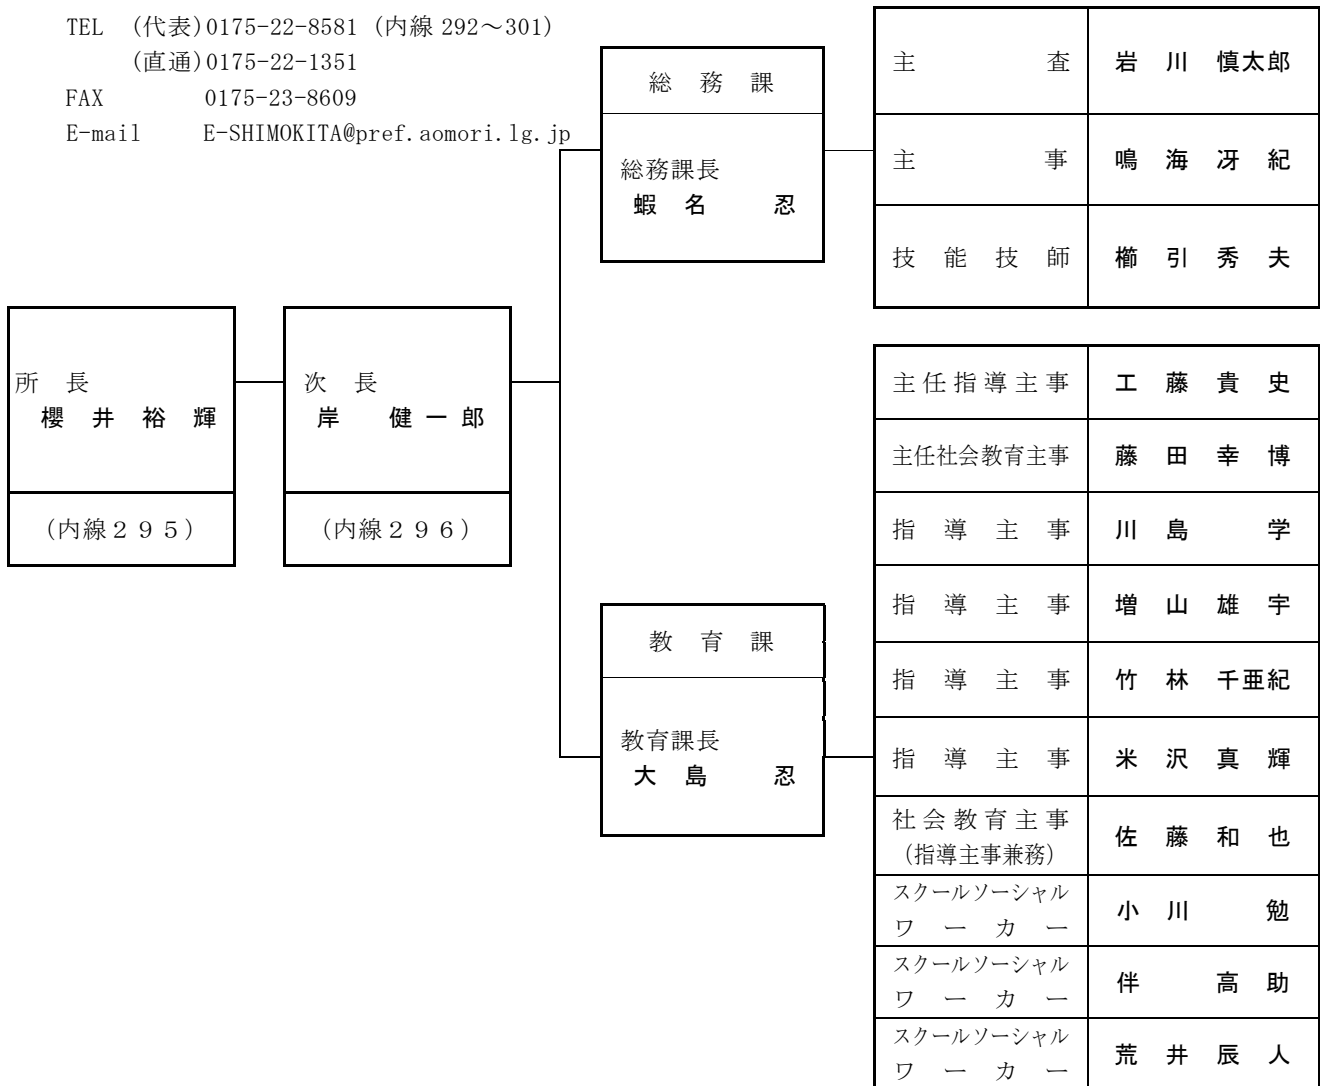 TEL (代表)0175-22-8581 (内線 292～301)
(直通)0175-22-1351
FAX 0175-23-8609
E-mail E-SHIMOKITA@pref.aomori.lg.jp
所 長
櫻 井 裕 輝
(内線２９５)
次 長
岸 健 一 郎
(内線２９６)
総 務 課
総務課長
蝦 名 忍
主 査 岩 川 慎太郎
主 事 鳴 海 冴 紀
技 能 技 師 櫛 引 秀 夫
教 育 課
教育課長
大 島 忍
主 任 指 導 主 事 工 藤 貴 史
主任社会教育主事 藤 田 幸 博
指 導 主 事 川 島 学
指 導 主 事 増 山 雄 宇
指 導 主 事 竹 林 千亜紀
指 導 主 事 米 沢 真 輝
社 会 教 育 主 事
(指導主事兼務) 佐 藤 和 也
スクールソーシャル
ワ ー カ ー 小 川 勉
スクールソーシャル
ワ ー カ ー 伴 高 助
スクールソーシャル
ワ ー カ ー 荒 井 辰 人